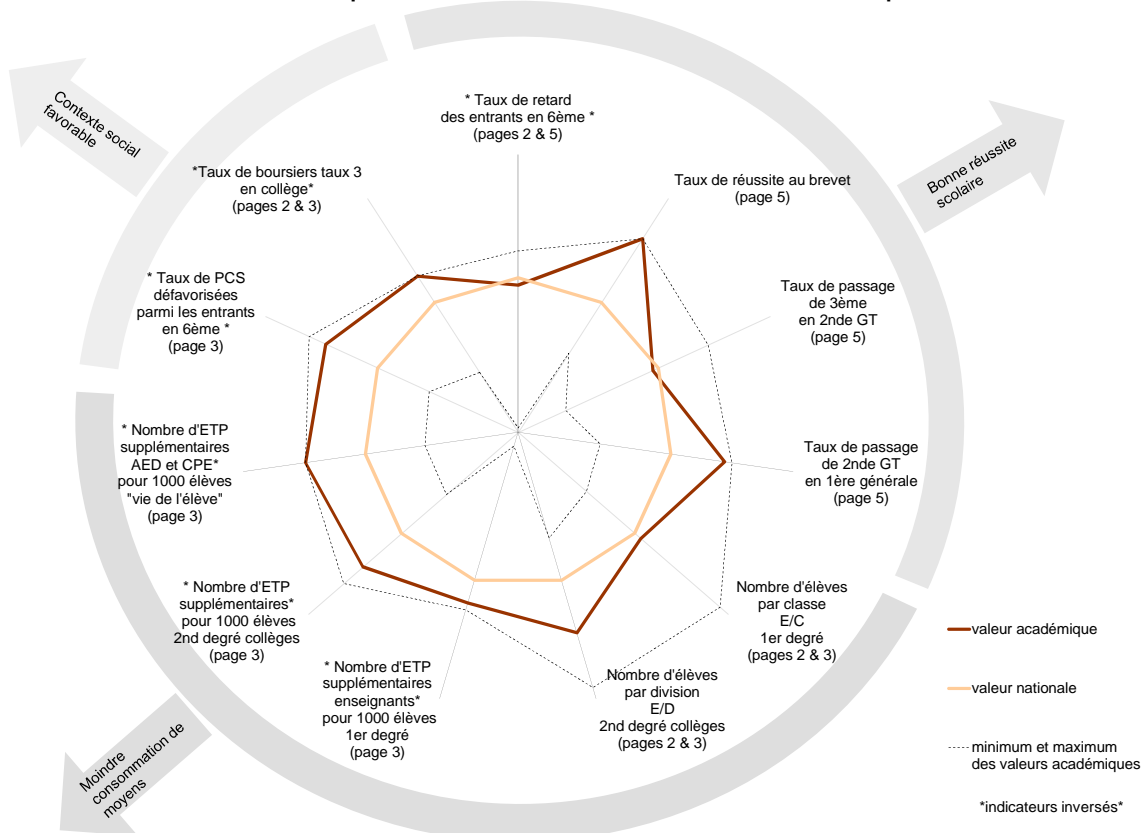 Contexte social
favorable
* Taux de retard
des entrants en 6ème *
(pages 2 & 5)
Bonne réussite
scolaire
*Taux de boursiers taux 3
en collège*
(pages 2 & 3)
Taux de réussite au brevet
(page 5)
* Taux de PCS
défavorisées
parmi les entrants
en 6ème *
(page 3)
Taux de passage
de 3ème
en 2nde GT
(page 5)
* Nombre d'ETP
supplémentaires
AED et CPE*
pour 1000 élèves
"vie de l'élève"
(page 3)
Taux de passage
de 2nde GT
en 1ère générale
(page 5)
* Nombre d'ETP
supplémentaires*
pour 1000 élèves
2nd degré collèges
(page 3)
Nombre d'élèves
par classe
E/C
1er degré
(pages 2 & 3)
* Nombre d'ETP
supplémentaires
enseignants*
pour 1000 élèves
1er degré
(page 3)
Nombre d'élèves
par division
E/D
2nd degré collèges
(pages 2 & 3)
Moindre
consommation de
moyens
valeur académique
valeur nationale
minimum et maximum
des valeurs académiques
*indicateurs inversés*